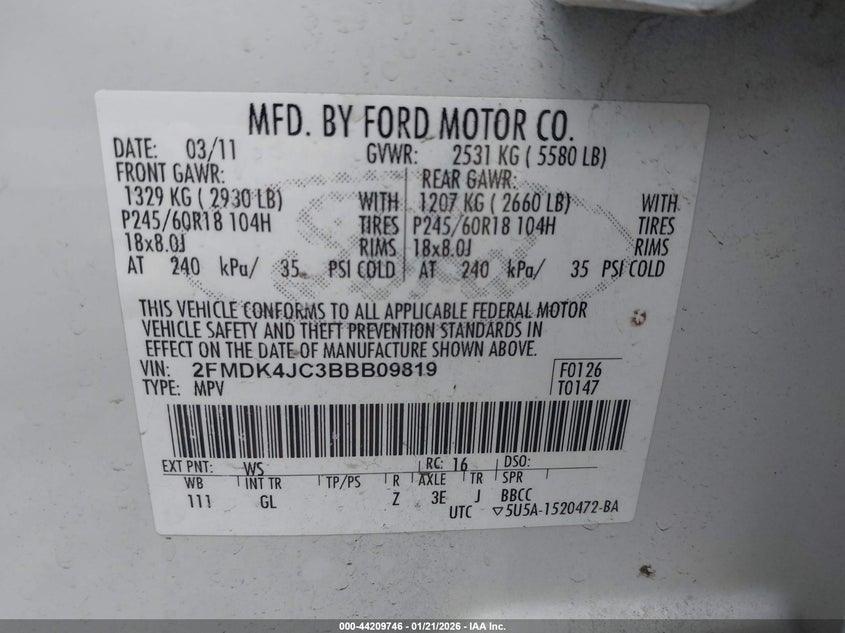 MFD. BY FORD MOTOR CO.
DATE: 03/11 GVWR: 2531 KG ( 5580 LB)
FRONT GAWR: REAR GAWR:
1329 KG ( 2930 LB) WITH 1207 KG ( 2660 LB) WITH
P245/60R18 104H TIRES P245/60R18 104H TIRES
18x8.0J RIMS 18x8.0J RIMS
AT 240 kPa/ 35 PSI COLD AT 240 kPa/ 35 PSI COLD
THIS VEHICLE CONFORMS TO ALL APPLICABLE FEDERAL MOTOR
VEHICLE SAFETY AND THEFT PREVENTION STANDARDS IN
EFFECT ON THE DATE OF MANUFACTURE SHOWN ABOVE.
VIN: 2FMDK4JC3BBB09819 F0126
TYPE: MPV T0147
EXT PNT: WS RC: 16 DSO:
WB INT TR TP/PS R AXLE TR SPR
111 GL Z 3E J BBCC
UTC ▽5U5A-1520472-BA
000-44209746 - 01/21/2026 - IAA Inc.